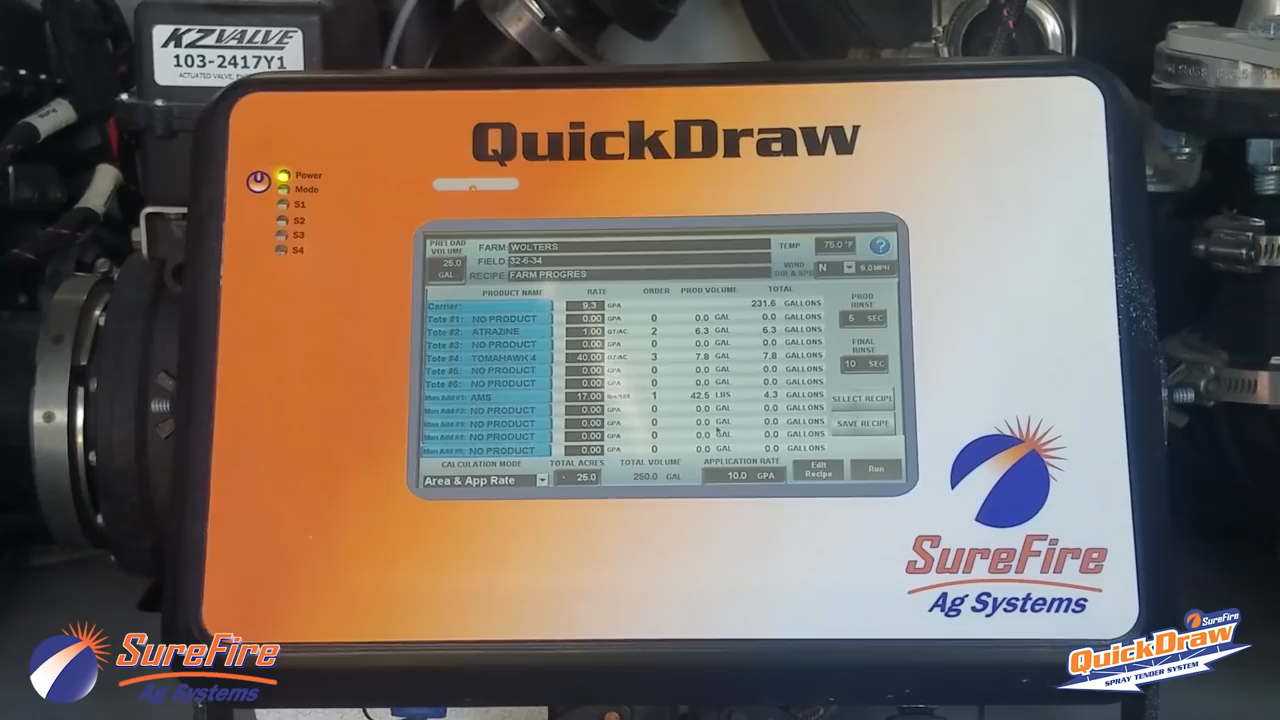 KZVALVE
103-2417Y1
QuickDraw
Power
Mode
S1
S2
S3
S4
PRELOAD VOLUME
25.0
GAL
FARM: WOLTERS
FIELD: 32-6-34
RECIPE: FARM PROGRES
TEMP 75.0 °F ?
WIND DIR & SPD N 9.0 MPH
PRODUCT NAME RATE ORDER PROD VOLUME TOTAL
Carrier: 9.3 GPA 231.6 GALLONS
Tote #1: NO PRODUCT 0.00 GPA 0 0.0 GAL 0.0 GALLONS
Tote #2: ATRAZINE 1.00 QT/AC 2 6.3 GAL 6.3 GALLONS
Tote #3: NO PRODUCT 0.00 GPA 0 0.0 GAL 0.0 GALLONS
Tote #4: TOMAHAWK 4 40.00 OZ/AC 3 7.8 GAL 7.8 GALLONS
Tote #5: NO PRODUCT 0.00 GPA 0 0.0 GAL 0.0 GALLONS
Tote #6: NO PRODUCT 0.00 GPA 0 0.0 GAL 0.0 GALLONS
Man Add #1: AMS 17.00 1 42.5 LBS 4.3 GALLONS
Man Add #2: NO PRODUCT 0.00 GPA 0 0.0 GAL 0.0 GALLONS
Man Add #3: NO PRODUCT 0.00 GPA 0 0.0 GAL 0.0 GALLONS
Man Add #4: NO PRODUCT 0.00 GPA 0 0.0 GAL 0.0 GALLONS
Man Add #5: NO PRODUCT 0.00 GPA 0 0.0 GAL 0.0 GALLONS
PROD RINSE
5 SEC
FINAL RINSE
10 SEC
SELECT RECIPE
SAVE RECIPE
CALCULATION MODE TOTAL ACRES TOTAL VOLUME APPLICATION RATE
Area & App Rate 25.0 250.0 GAL 10.0 GPA
Edit Recipe
Run
SureFire
Ag Systems
SureFire
Ag Systems
SureFire
QuickDraw
SPRAY TENDER SYSTEM